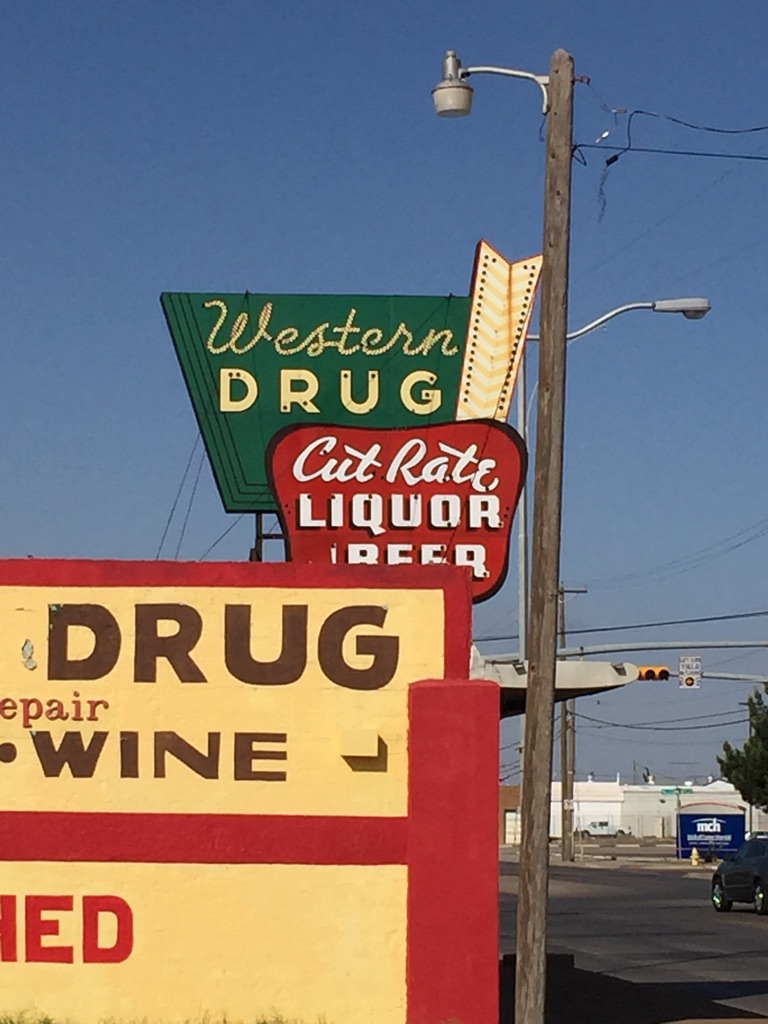 Western
DRUG
Cut Rate
LIQUOR
BEER
DRUG
epair
• WINE
HED
mch